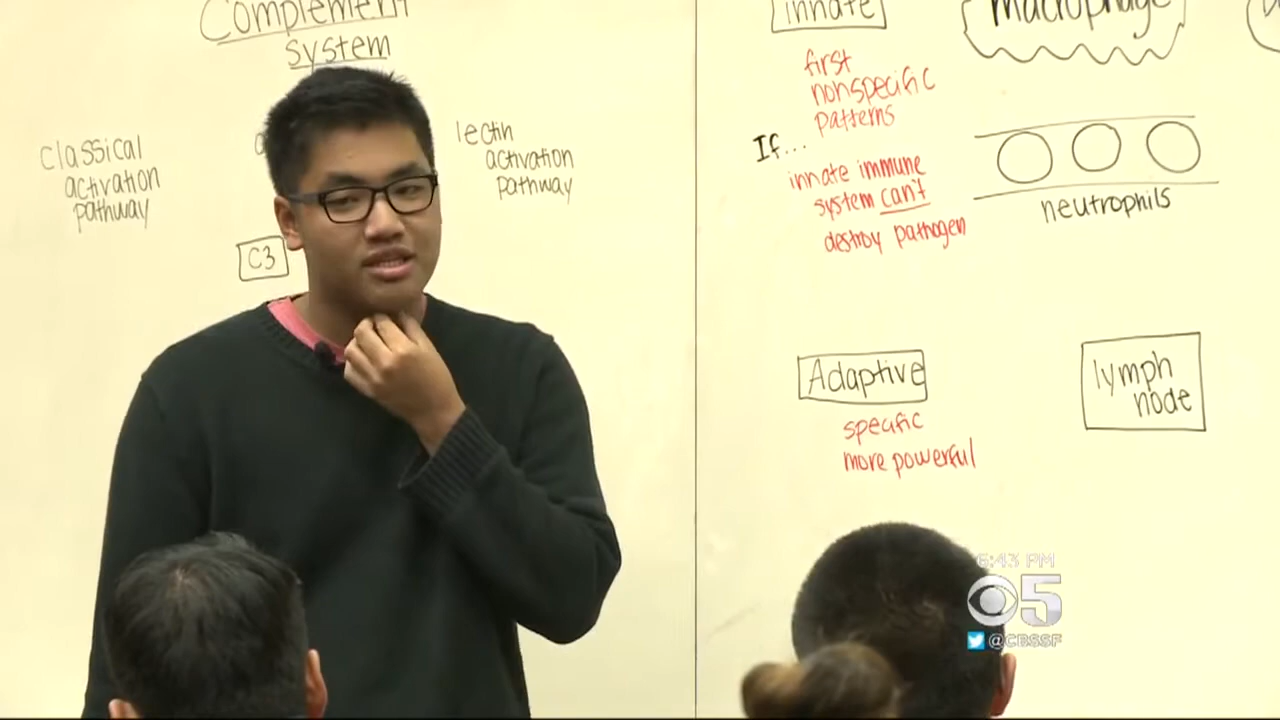 Complement
system
classical
activation
pathway
lectin
activation
pathway
C3
innate
first
nonspecific
patterns
If...
innate immune
system can't
destroy pathogen
macrophage
neutrophils
Adaptive
specific
more powerful
lymph
node
6:43 PM
5
@CBSSF